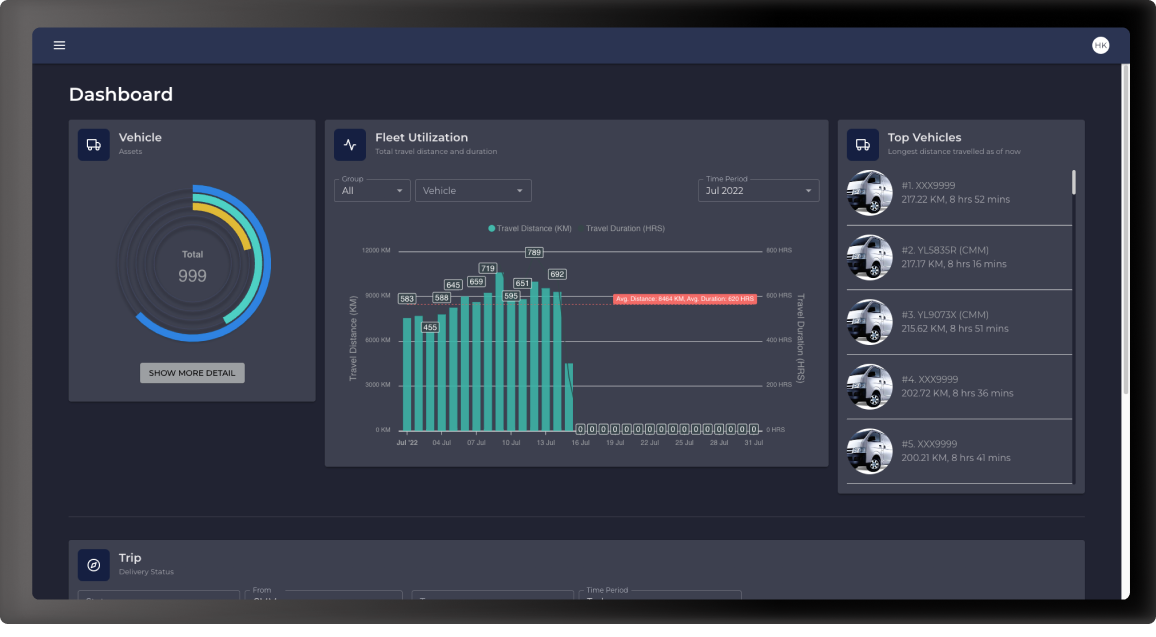 HK
Dashboard
Vehicle
Assets
Total
999
SHOW MORE DETAIL
Fleet Utilization
Total travel distance and duration
Group
All
Vehicle
Time Period
Jul 2022
Travel Distance (KM)
Travel Duration (HRS)
12000 KM
9000 KM
6000 KM
3000 KM
0 KM
Travel Distance (KM)
583
455
588
645
659
719
595
651
789
692
0 0 0 0 0 0 0 0 0 0 0 0 0 0 0 0
Avg. Distance: 8464 KM, Avg. Duration: 620 HRS
800 HRS
600 HRS
400 HRS
200 HRS
0 HRS
Travel Duration (HRS)
Jul '22 04 Jul 07 Jul 10 Jul 13 Jul 16 Jul 19 Jul 22 Jul 25 Jul 28 Jul 31 Jul
Top Vehicles
Longest distance travelled as of now
#1. XXX9999
217.22 KM, 8 hrs 52 mins
#2. YL5835R (CMM)
217.17 KM, 8 hrs 16 mins
#3. YL9073X (CMM)
215.62 KM, 8 hrs 51 mins
#4. XXX9999
202.72 KM, 8 hrs 36 mins
#5. XXX9999
200.21 KM, 8 hrs 41 mins
Trip
Delivery Status
From
Time Period